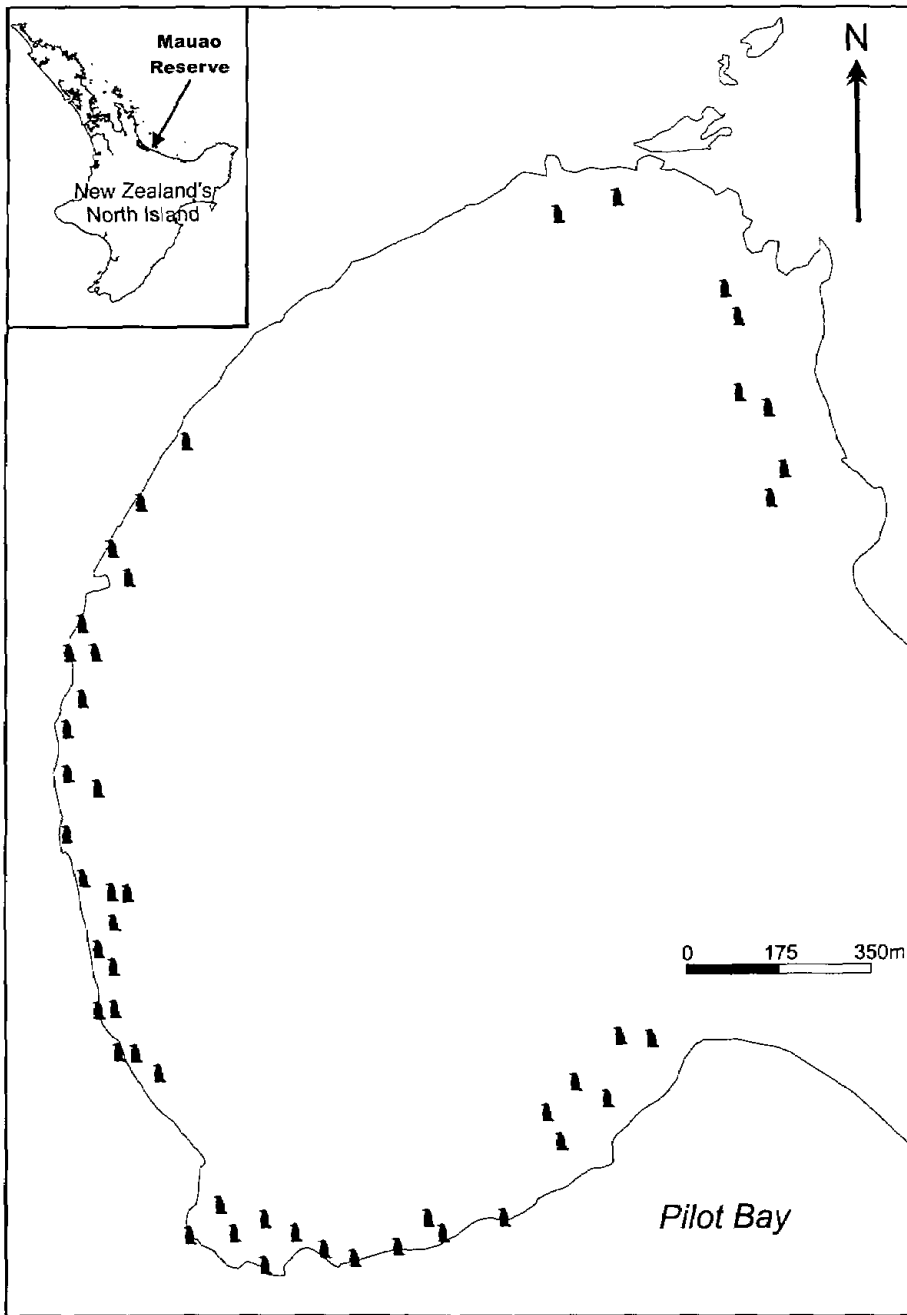 Mauao
Reserve
New Zealand's
North Island
N
0 175 350m
Pilot Bay